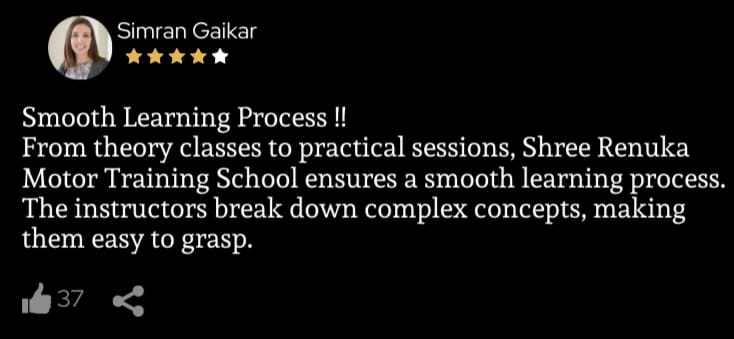 Simran Gaikar
Smooth Learning Process !!
From theory classes to practical sessions, Shree Renuka
Motor Training School ensures a smooth learning process.
The instructors break down complex concepts, making
them easy to grasp.
37